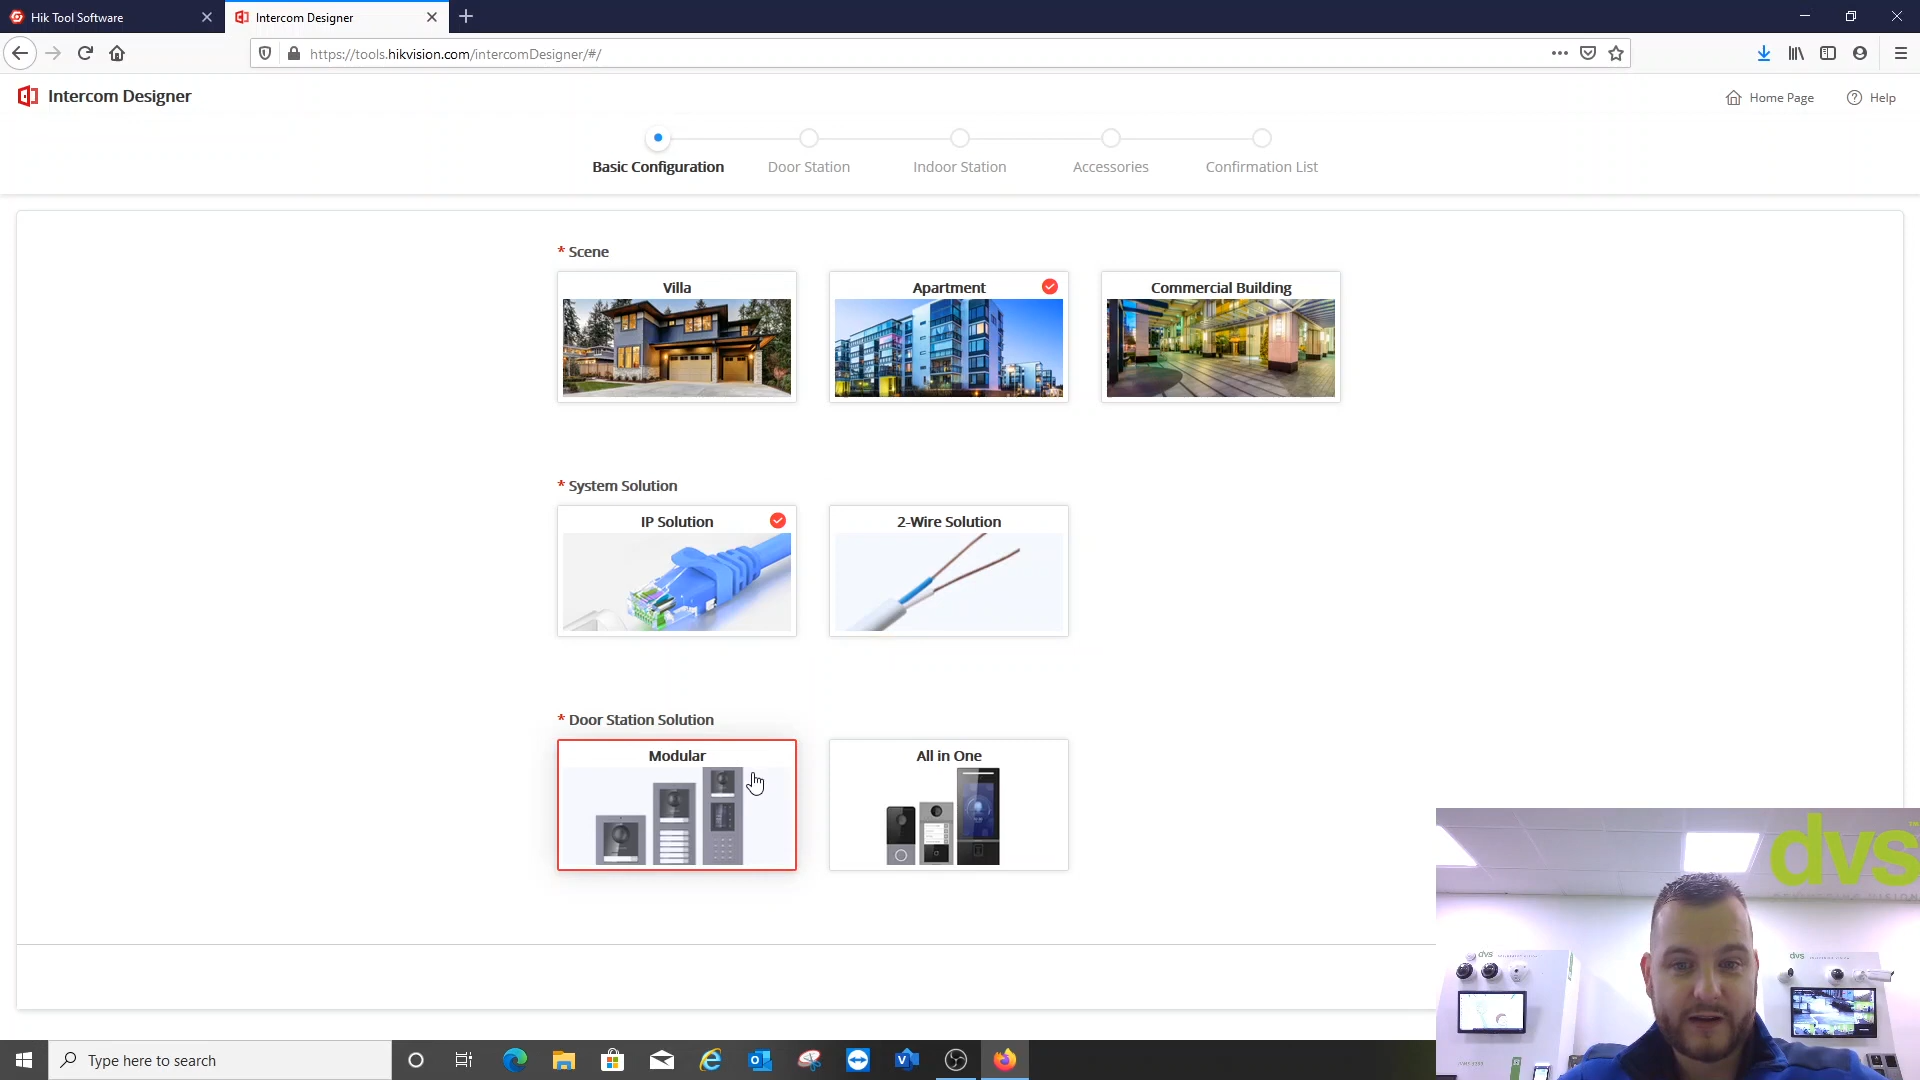 Hik Tool Software
Intercom Designer
https://tools.hikvision.com/intercomDesigner/#/
Intercom Designer
Home Page
Help
Basic Configuration
Door Station
Indoor Station
Accessories
Confirmation List
* Scene
Villa
Apartment
Commercial Building
* System Solution
IP Solution
2-Wire Solution
* Door Station Solution
Modular
All in One
dvs
dvs
dvs
Type here to search